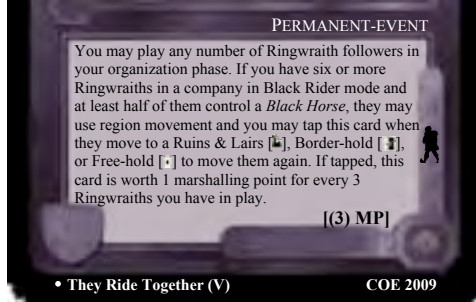 PERMANENT-EVENT
You may play any number of Ringwraith followers in
your organization phase. If you have six or more
Ringwraiths in a company in Black Rider mode and
at least half of them control a Black Horse, they may
use region movement and you may tap this card when
they move to a Ruins & Lairs [], Border-hold [],
or Free-hold [] to move them again. If tapped, this
card is worth 1 marshalling point for every 3
Ringwraiths you have in play.
[(3) MP]
• They Ride Together (V) COE 2009